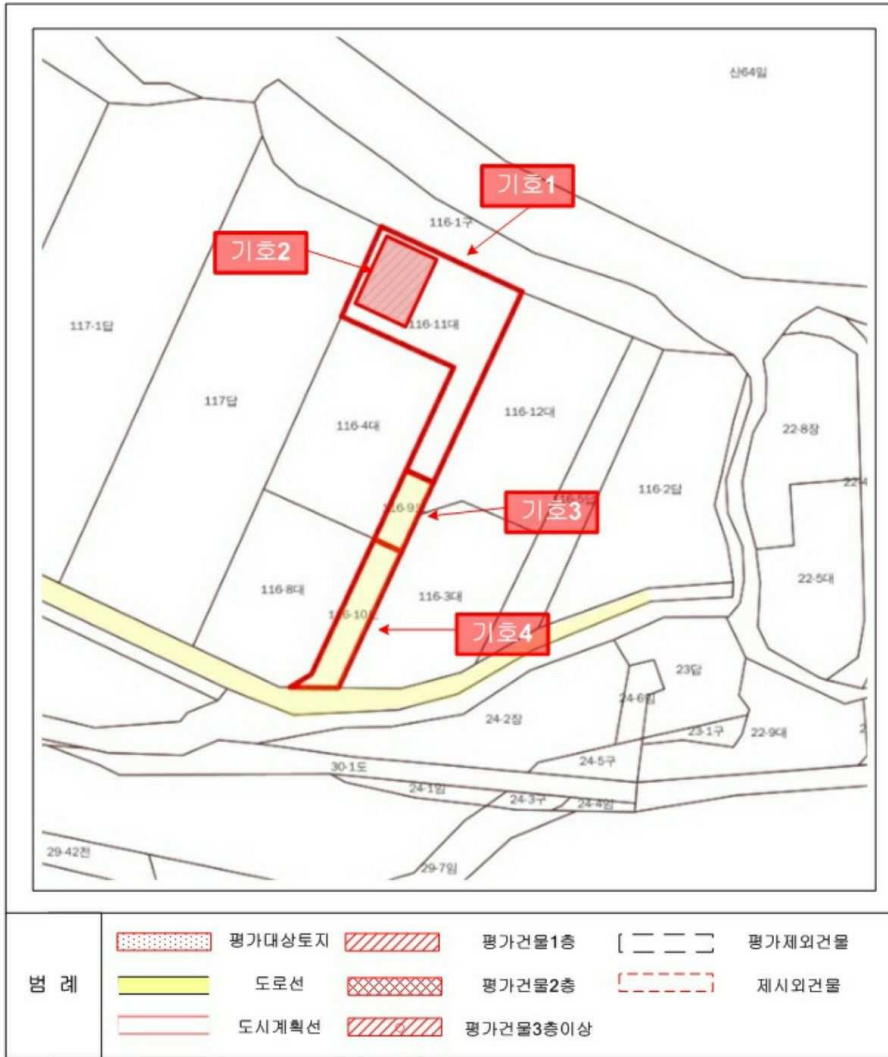 산64임
기호1
116-1구
기호2
116-11대
117-1답
117답
116-12대
116-4대
22-8장
116-2답
기호3
116-8대
116-3대
22-5대
기호4
23답
24-6임
24-2장
23-1구
22-9대
24-5구
30-1도
24-1임
24-3구
24-4임
29-42전
29-7임
범 례
평가대상토지
평가건물1층
평가제외건물
도로선
평가건물2층
제시외건물
도시계획선
평가건물3층이상